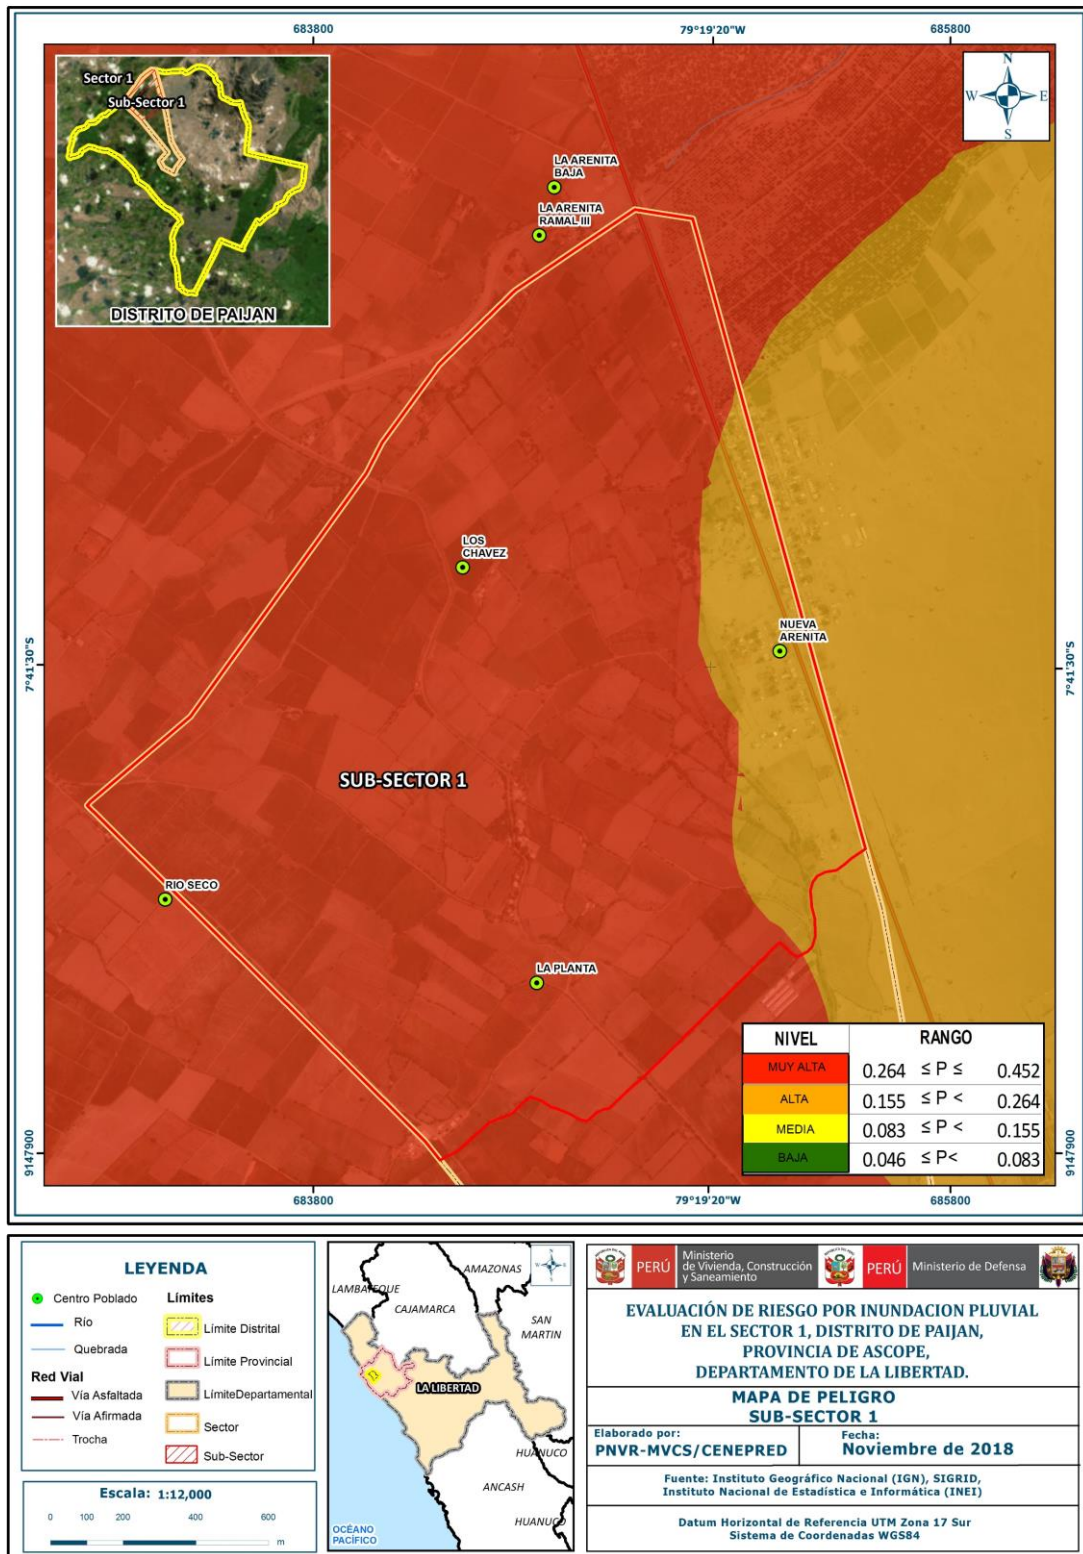 683800
79°19'20"W
685800
Sector 1
Sub-Sector 1
DISTRITO DE PAIJAN
N
W
E
S
LA ARENITA
BAJA
LA ARENITA
RAMAL III
LOS
CHAVEZ
NUEVA
ARENITA
7°41'30"S
7°41'30"S
SUB-SECTOR 1
RIO SECO
LA PLANTA
NIVEL RANGO
MUY ALTA 0.264 ≤ P ≤ 0.452
ALTA 0.155 ≤ P < 0.264
MEDIA 0.083 ≤ P < 0.155
BAJA 0.046 ≤ P< 0.083
9147900
9147900
683800
79°19'20"W
685800
LEYENDA
Centro Poblado
Río
Quebrada
Red Vial
Vía Asfaltada
Vía Afirmada
Trocha
Límites
Límite Distrital
Límite Provincial
LímiteDepartamental
Sector
Sub-Sector
Escala: 1:12,000
0 100 200 400 600
m
AMAZONAS
LAMBAYEQUE
CAJAMARCA
SAN
MARTIN
LA LIBERTAD
HUANUCO
ANCASH
HUANUCO
OCÉANO
PACÍFICO
N
W
E
S
PERÚ
Ministerio
de Vivienda, Construcción
y Saneamiento
PERÚ
Ministerio de Defensa
EVALUACIÓN DE RIESGO POR INUNDACION PLUVIAL
EN EL SECTOR 1, DISTRITO DE PAIJAN,
PROVINCIA DE ASCOPE,
DEPARTAMENTO DE LA LIBERTAD.
MAPA DE PELIGRO
SUB-SECTOR 1
Elaborado por:
PNVR-MVCS/CENEPRED
Fecha:
Noviembre de 2018
Fuente: Instituto Geográfico Nacional (IGN), SIGRID,
Instituto Nacional de Estadística e Informática (INEI)
Datum Horizontal de Referencia UTM Zona 17 Sur
Sistema de Coordenadas WGS84